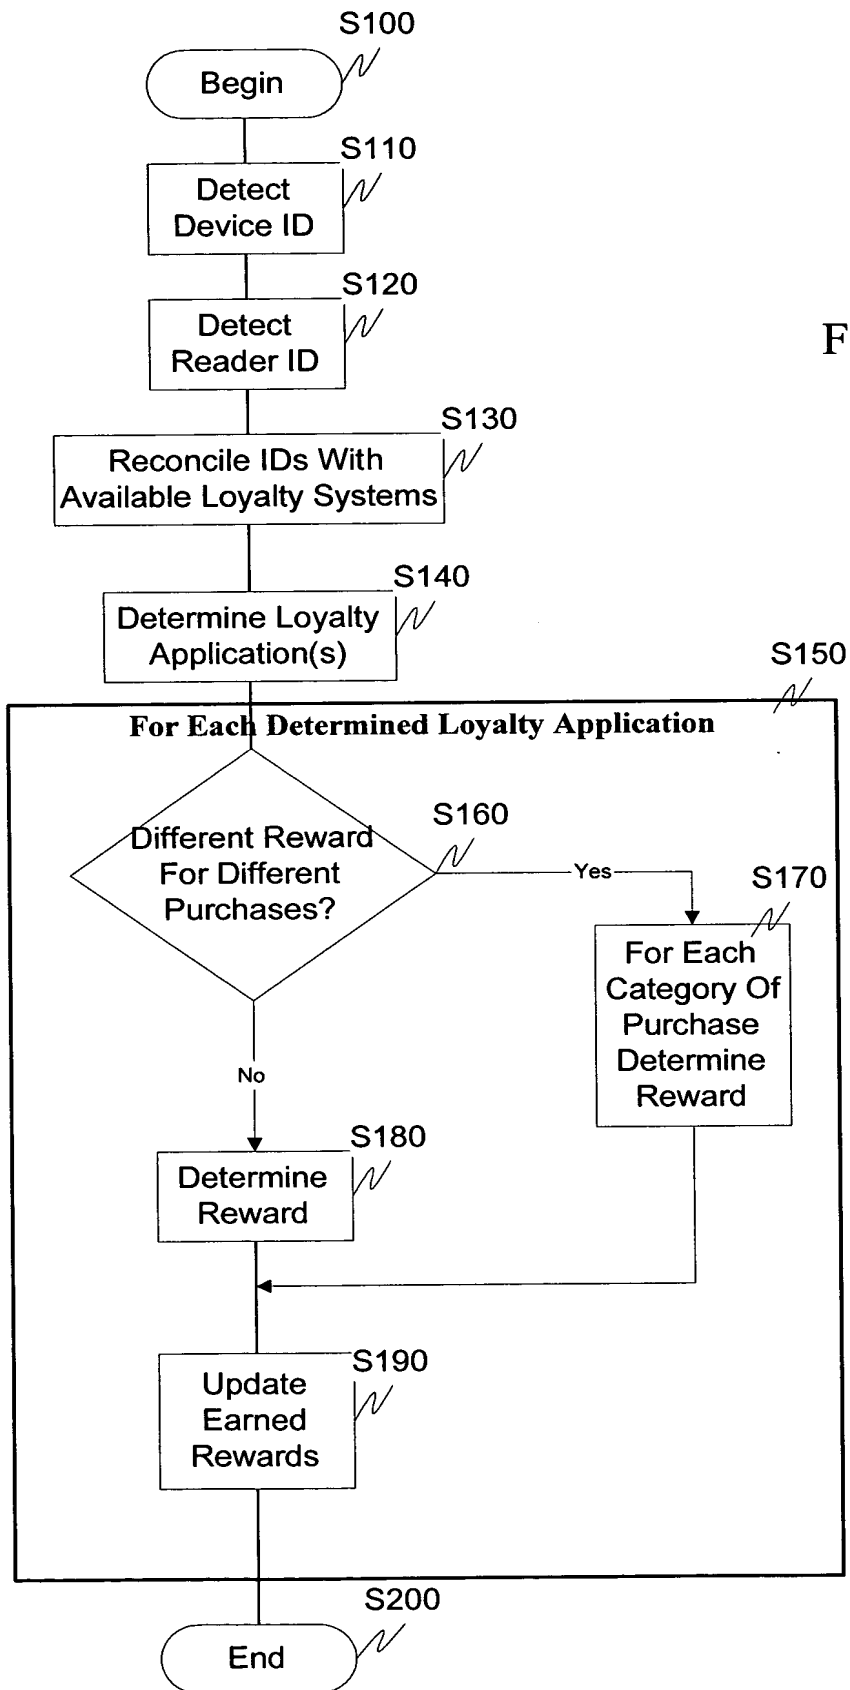 S100
Begin
S110
Detect
Device ID
S120
Detect
Reader ID
F
S130
Reconcile IDs With
Available Loyalty Systems
S140
Determine Loyalty
Application(s)
S150
For Each Determined Loyalty Application
S160
Different Reward
For Different
Purchases?
Yes
S170
For Each
Category Of
Purchase
Determine
Reward
No
S180
Determine
Reward
S190
Update
Earned
Rewards
S200
End